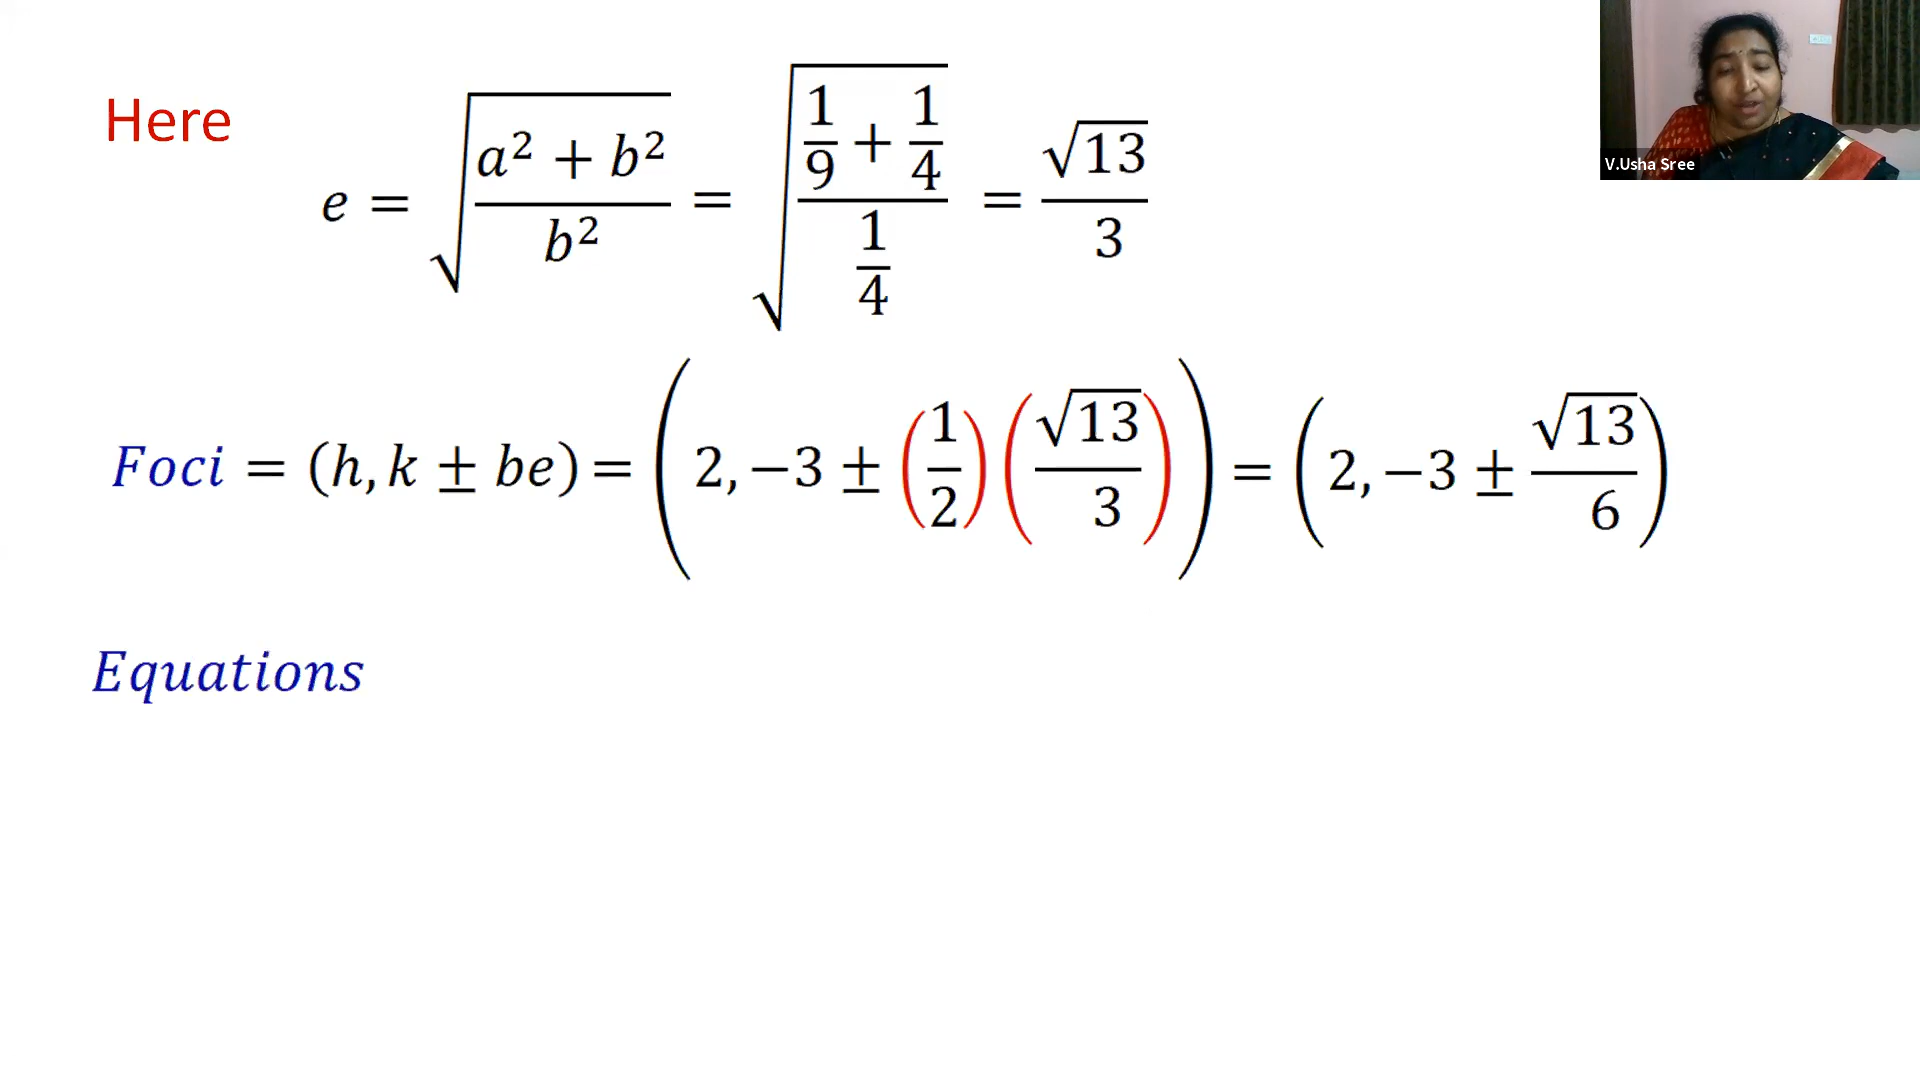 Here
e = √((a² + b²)/b²) = √((1/9 + 1/4)/(1/4)) = √13/3
Foci = (h, k ± be) = (2, −3 ± (1/2)(√13/3)) = (2, −3 ± √13/6)
Equations
V.Usha Sree